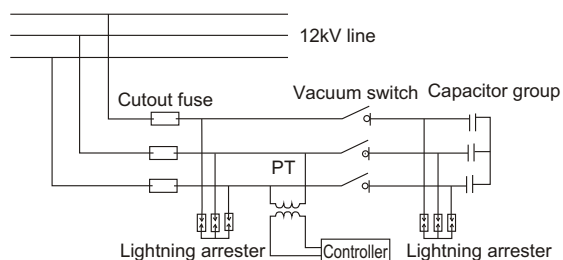 12kV line
Cutout fuse
Vacuum switch
Capacitor group
PT
Lightning arrester
Controller
Lightning arrester